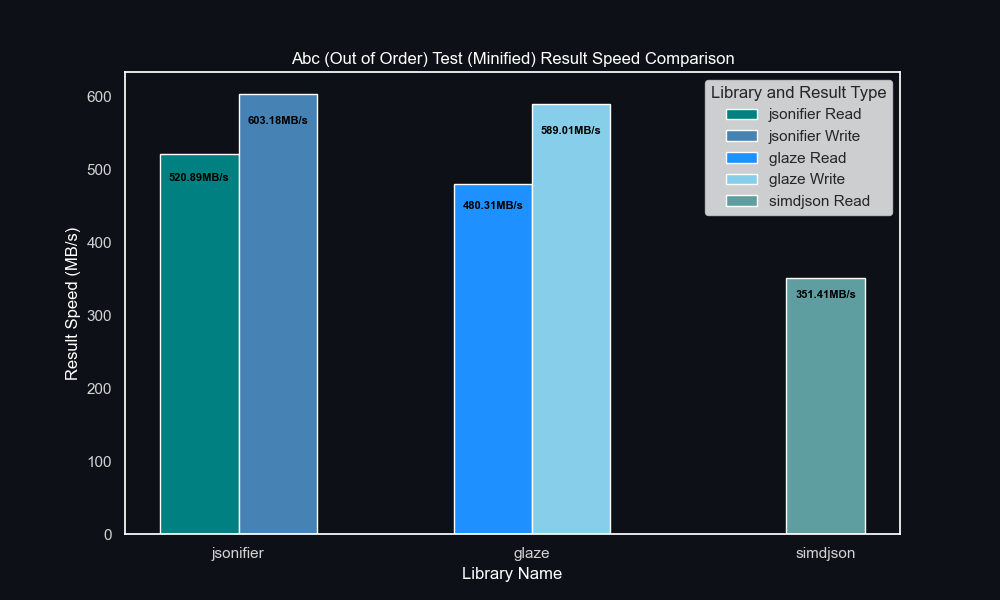 Abc (Out of Order) Test (Minified) Result Speed Comparison
Library and Result Type
jsonifier Read
jsonifier Write
glaze Read
glaze Write
simdjson Read
Result Speed (MB/s)
600
500
400
300
200
100
0
520.89MB/s
603.18MB/s
480.31MB/s
589.01MB/s
351.41MB/s
jsonifier
glaze
simdjson
Library Name